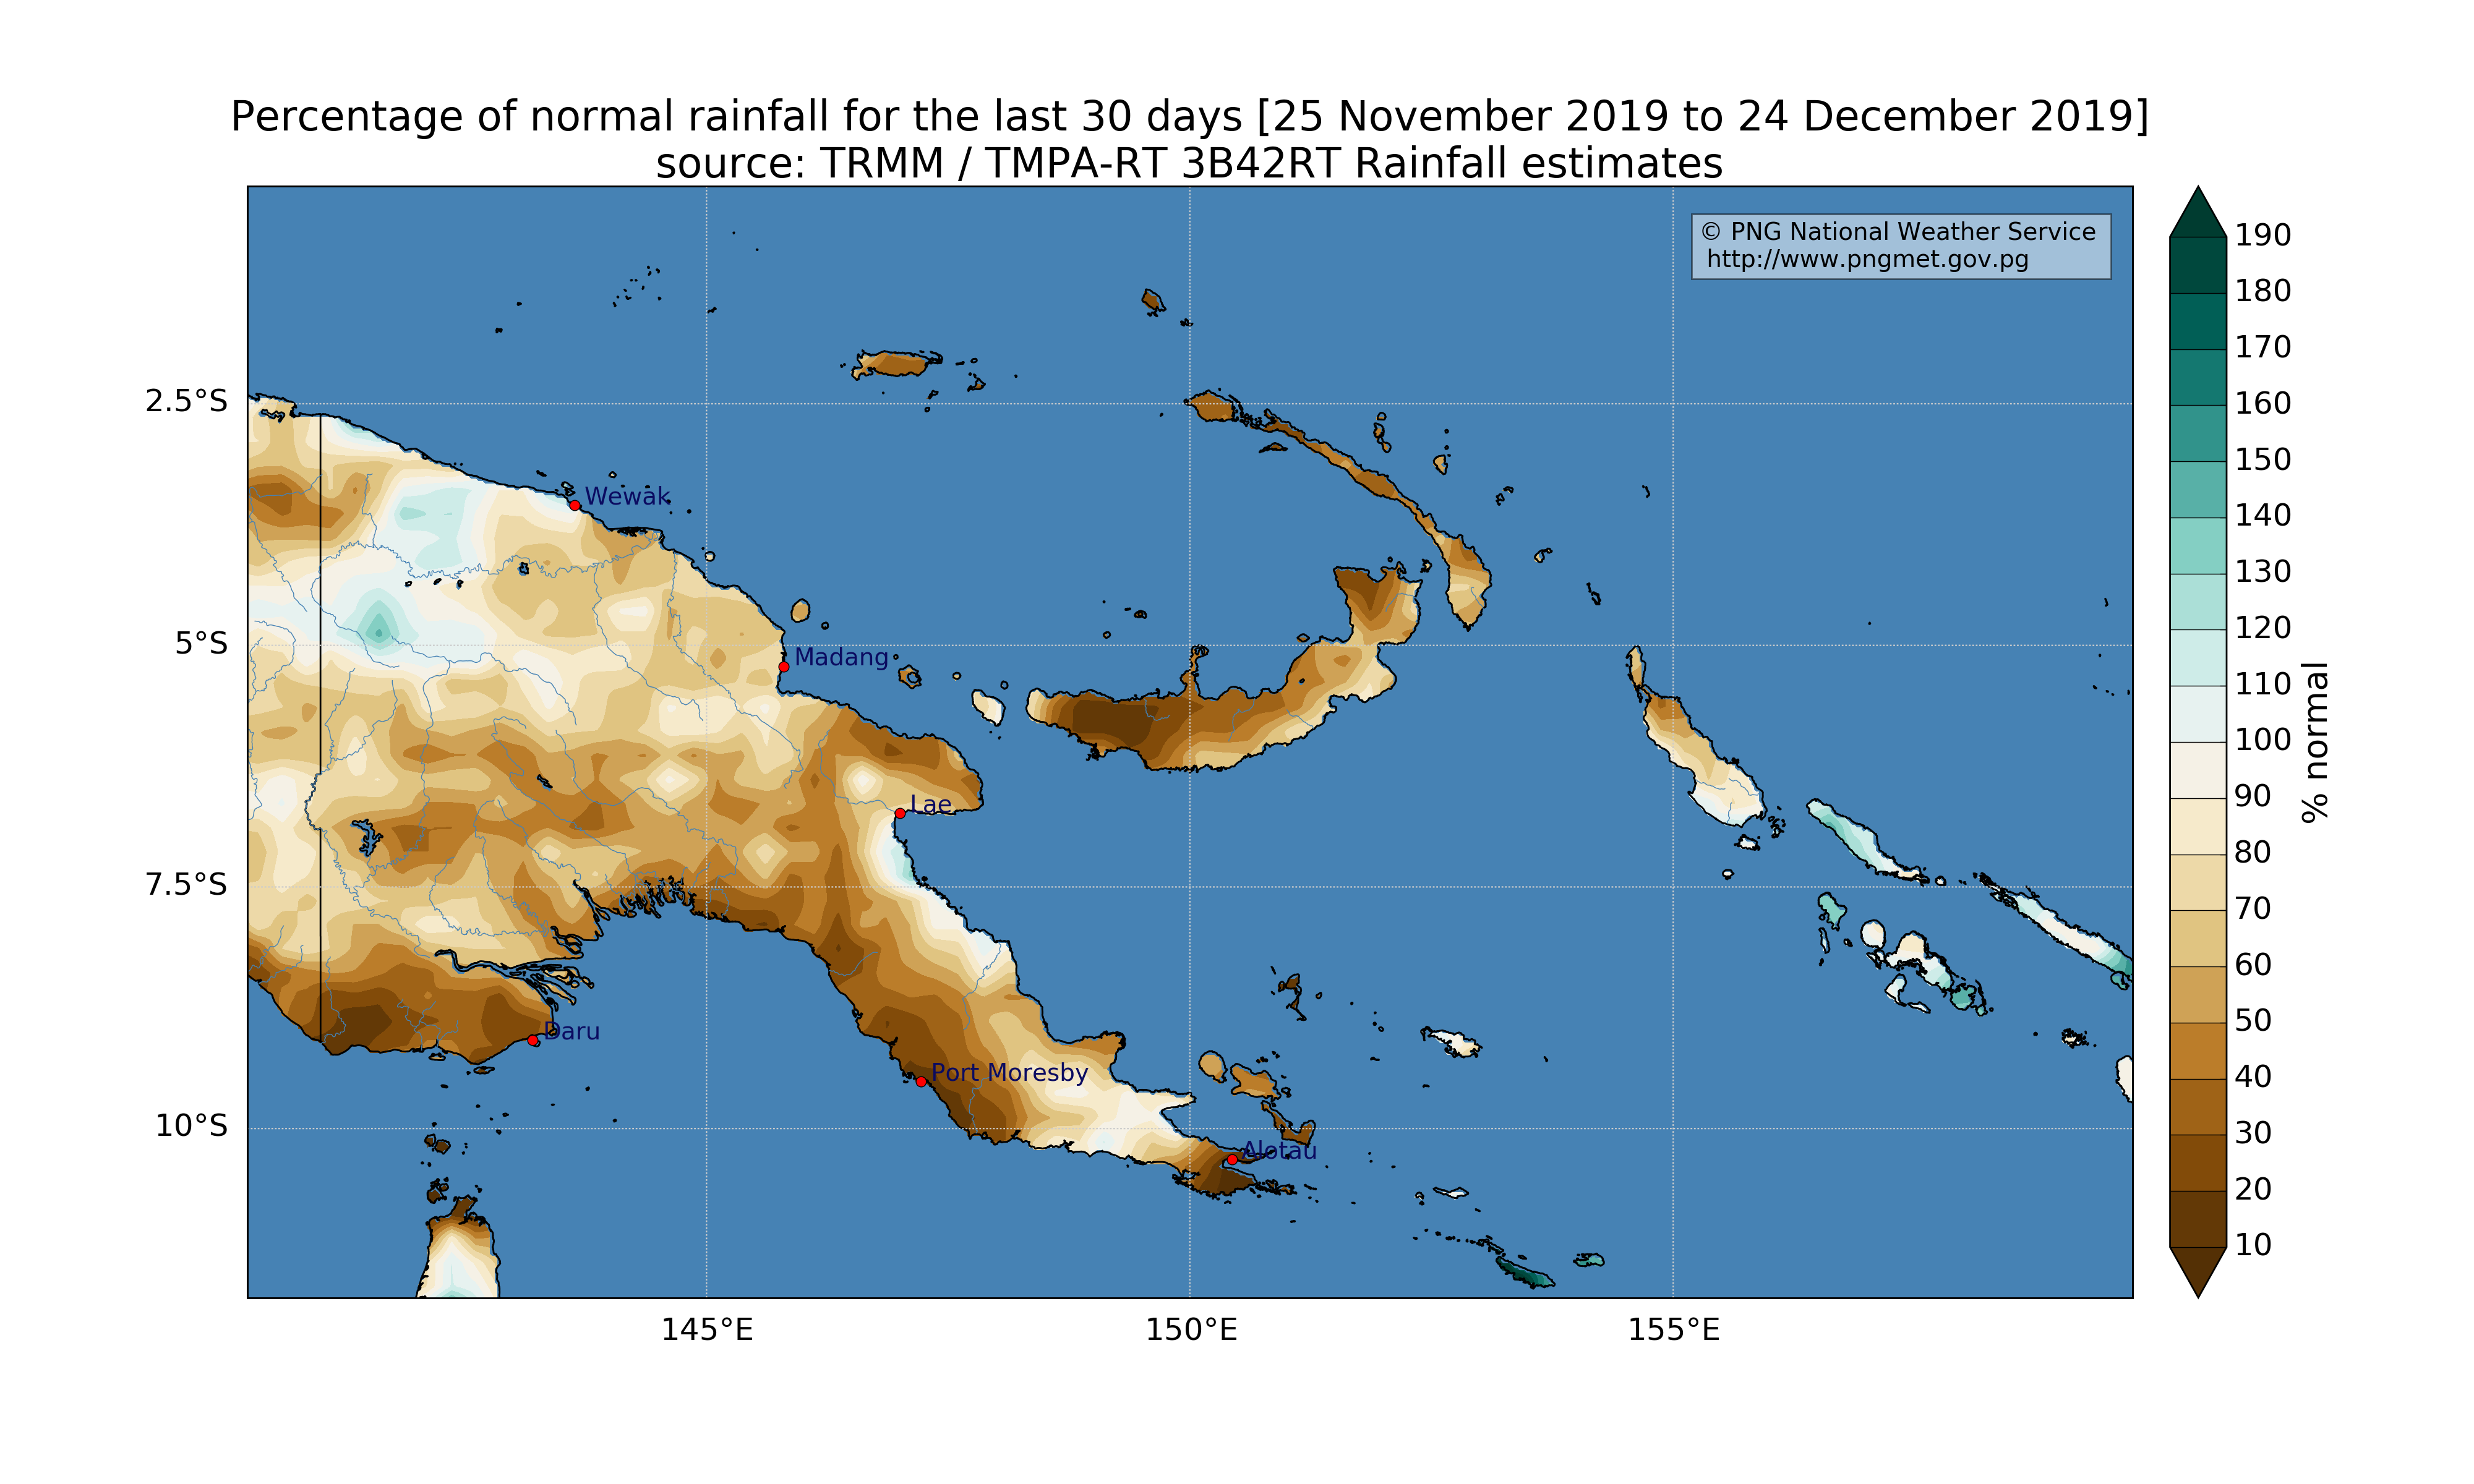 Percentage of normal rainfall for the last 30 days [25 November 2019 to 24 December 2019]
source: TRMM / TMPA-RT 3B42RT Rainfall estimates
© PNG National Weather Service
http://www.pngmet.gov.pg
2.5°S
5°S
7.5°S
10°S
145°E
150°E
155°E
Wewak
Madang
Lae
Daru
Port Moresby
Alotau
190
180
170
160
150
140
130
120
110
100
90
80
70
60
50
40
30
20
10
% normal